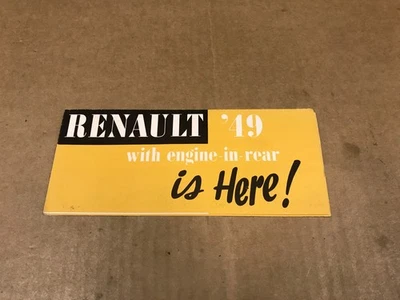 RENAULT '49
with engine-in-rear
is Here!